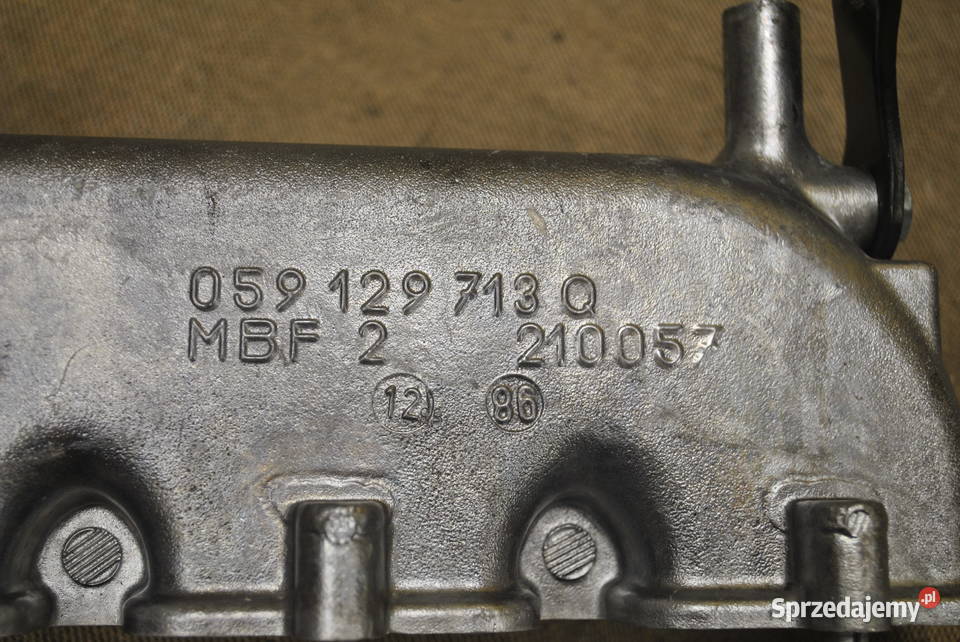 059 129 713 Q
MBF 2 210057
12 86
Sprzedajemy.pl